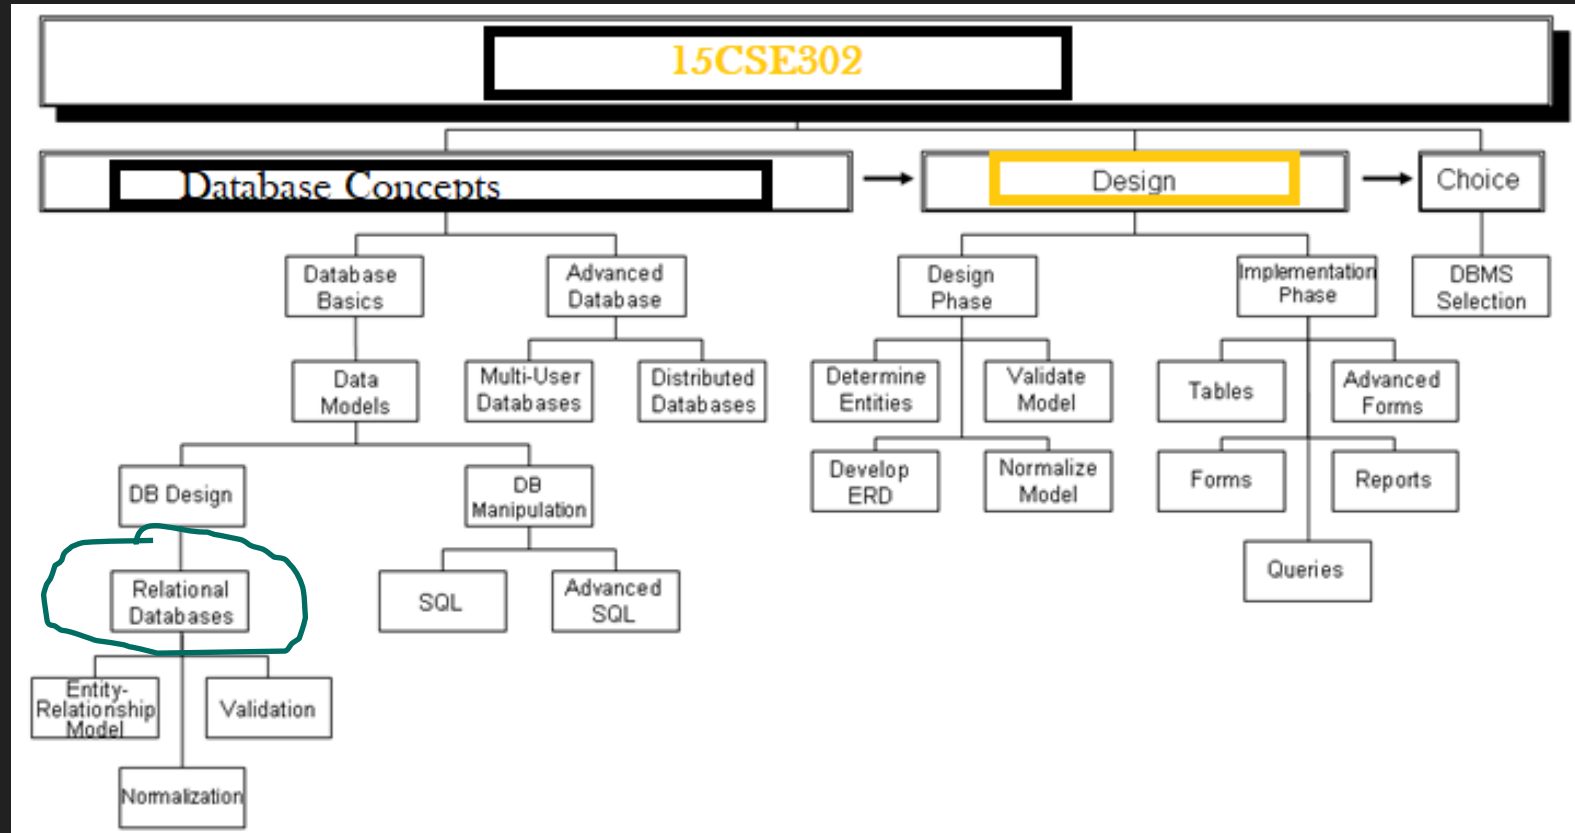 15CSE302
Database Concepts
Design
Choice
Database
Basics
Advanced
Database
Design
Phase
Implementation
Phase
DBMS
Selection
Data
Models
Multi-User
Databases
Distributed
Databases
Determine
Entities
Validate
Model
Tables
Advanced
Forms
DB Design
DB
Manipulation
Develop
ERD
Normalize
Model
Forms
Reports
Relational
Databases
SQL
Advanced
SQL
Queries
Entity-
Relationship
Model
Validation
Normalization